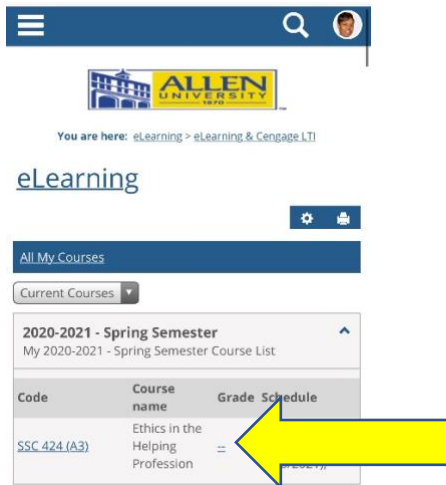 ALLEN
UNIVERSITY
1870
You are here: eLearning > eLearning & Cengage LTI
eLearning
All My Courses
Current Courses
2020-2021 - Spring Semester
My 2020-2021 - Spring Semester Course List
Code Course name Grade Schedule
SSC 424 (A3) Ethics in the Helping Profession --